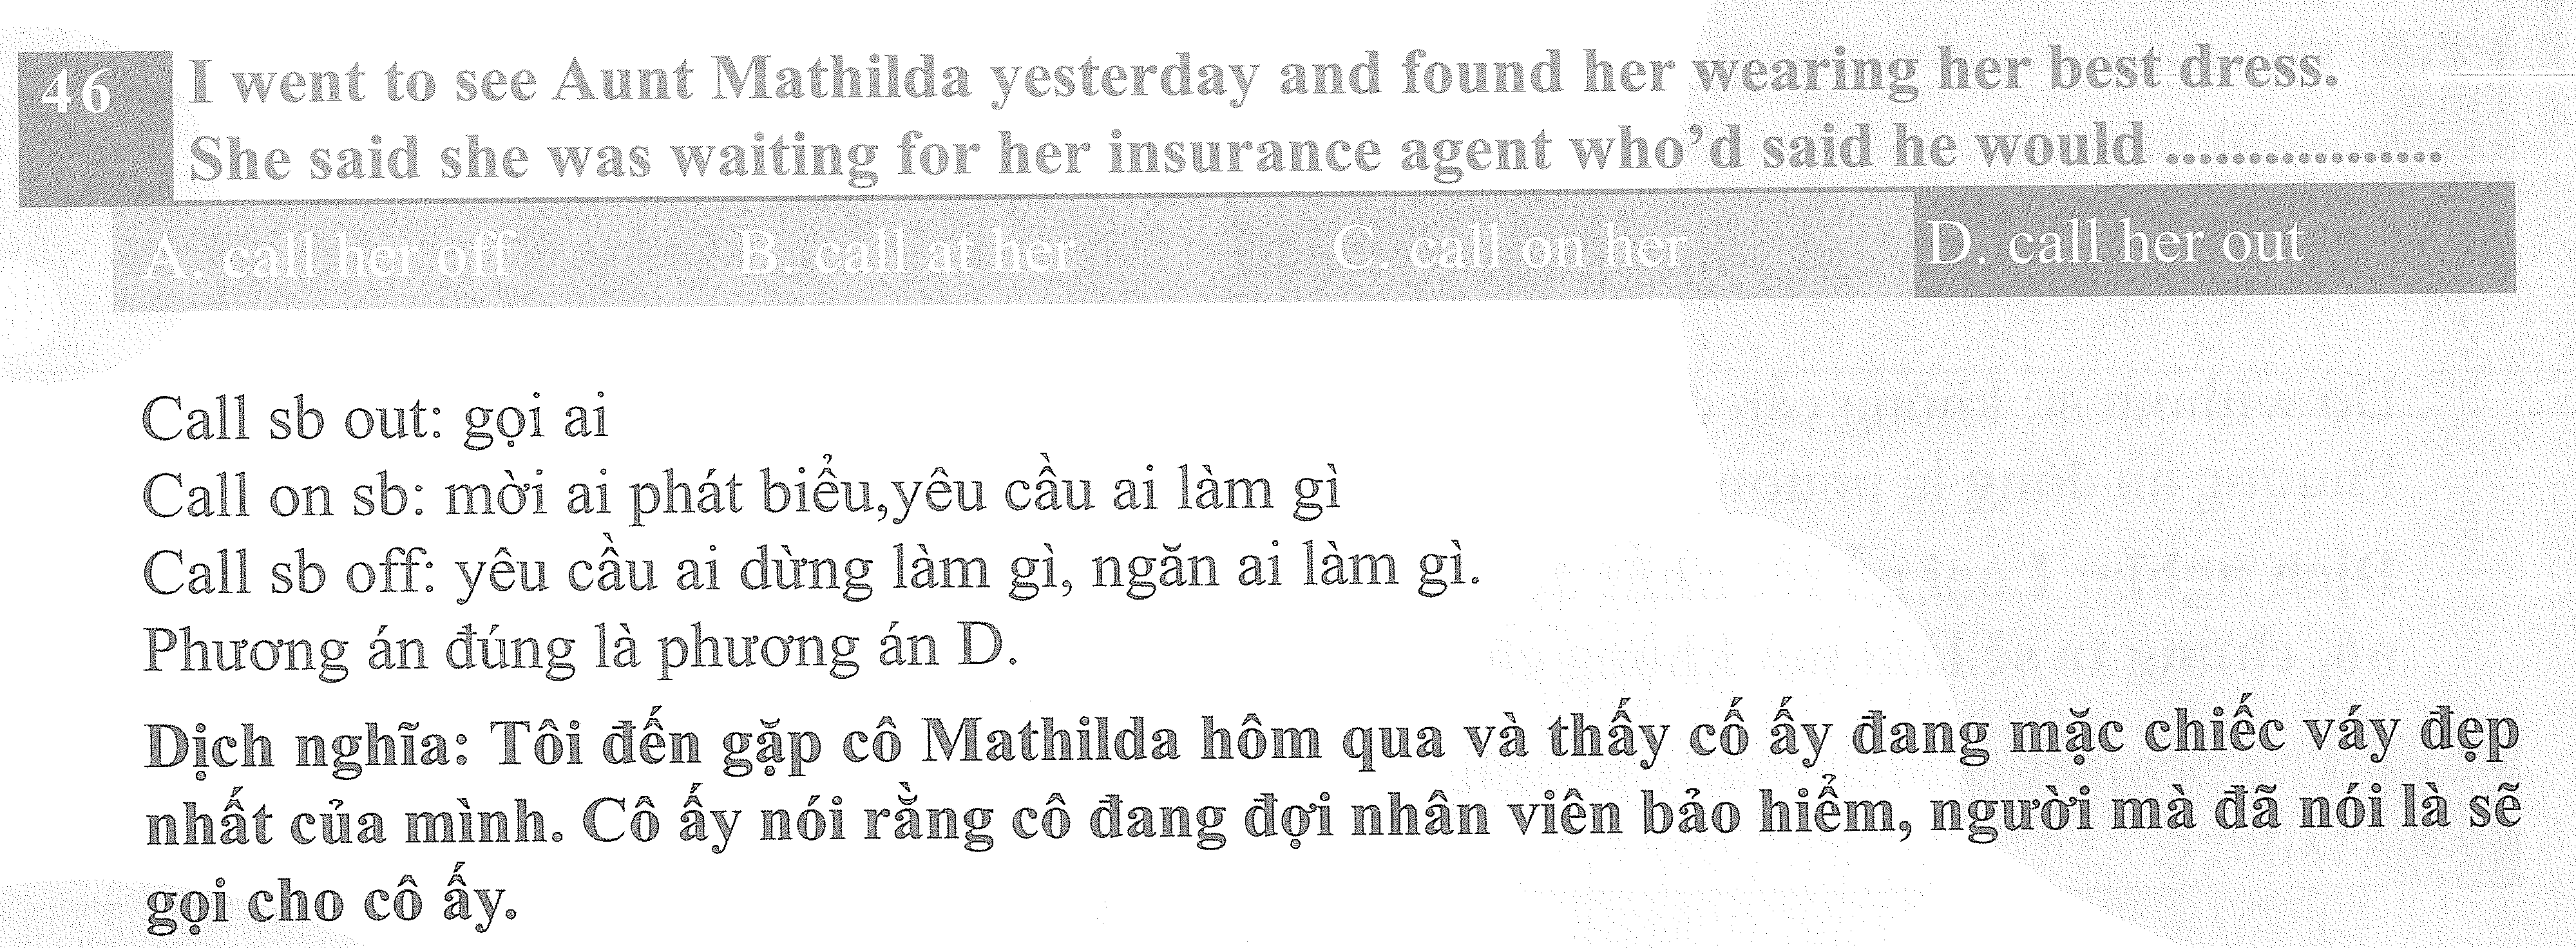 46 I went to see Aunt Mathilda yesterday and found her wearing her best dress.
She said she was waiting for her insurance agent who'd said he would .................
A. call her off B. call at her C. call on her D. call her out
Call sb out: gọi ai
Call on sb: mời ai phát biểu,yêu cầu ai làm gì
Call sb off: yêu cầu ai dừng làm gì, ngăn ai làm gì.
Phương án đúng là phương án D.
Dịch nghĩa: Tôi đến gặp cô Mathilda hôm qua và thấy cố ấy đang mặc chiếc váy đẹp
nhất của mình. Cô ấy nói rằng cô đang đợi nhân viên bảo hiểm, người mà đã nói là sẽ
gọi cho cô ấy.